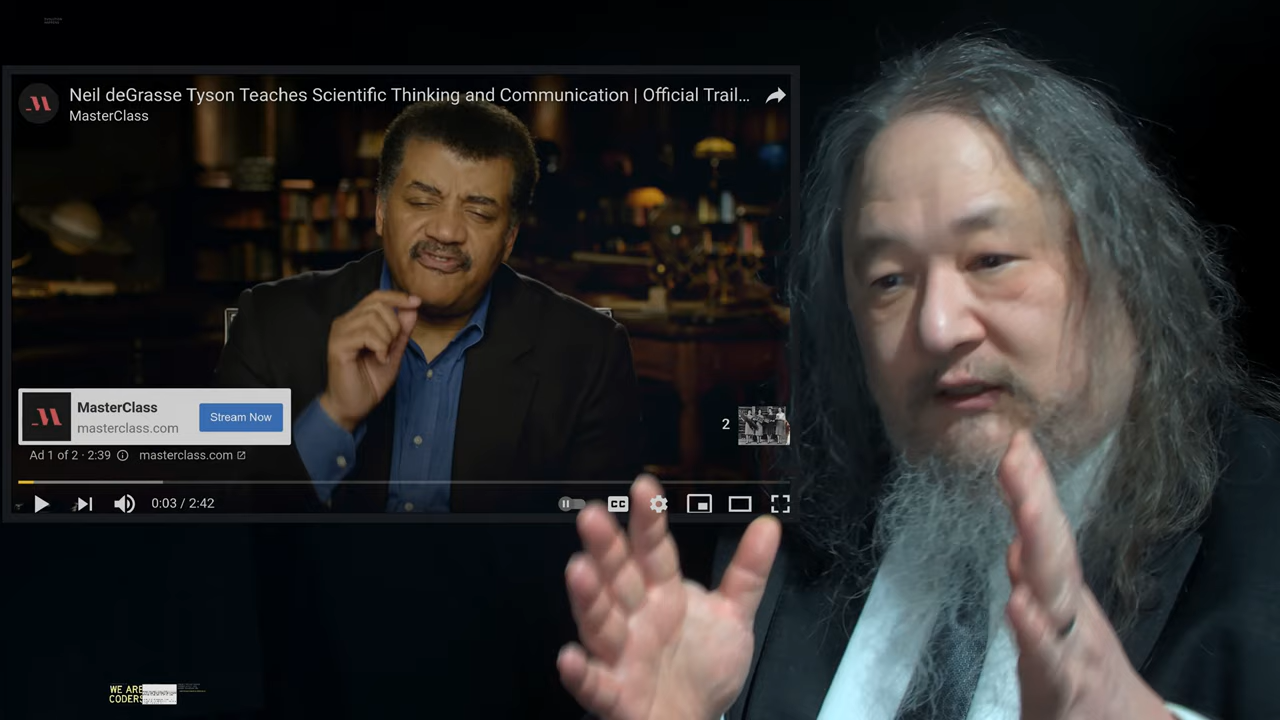 Neil deGrasse Tyson Teaches Scientific Thinking and Communication | Official Trail...
MasterClass
MasterClass
masterclass.com
Stream Now
2
Ad 1 of 2 · 2:39
masterclass.com
0:03 / 2:42
CC
WE ARE
CODERS